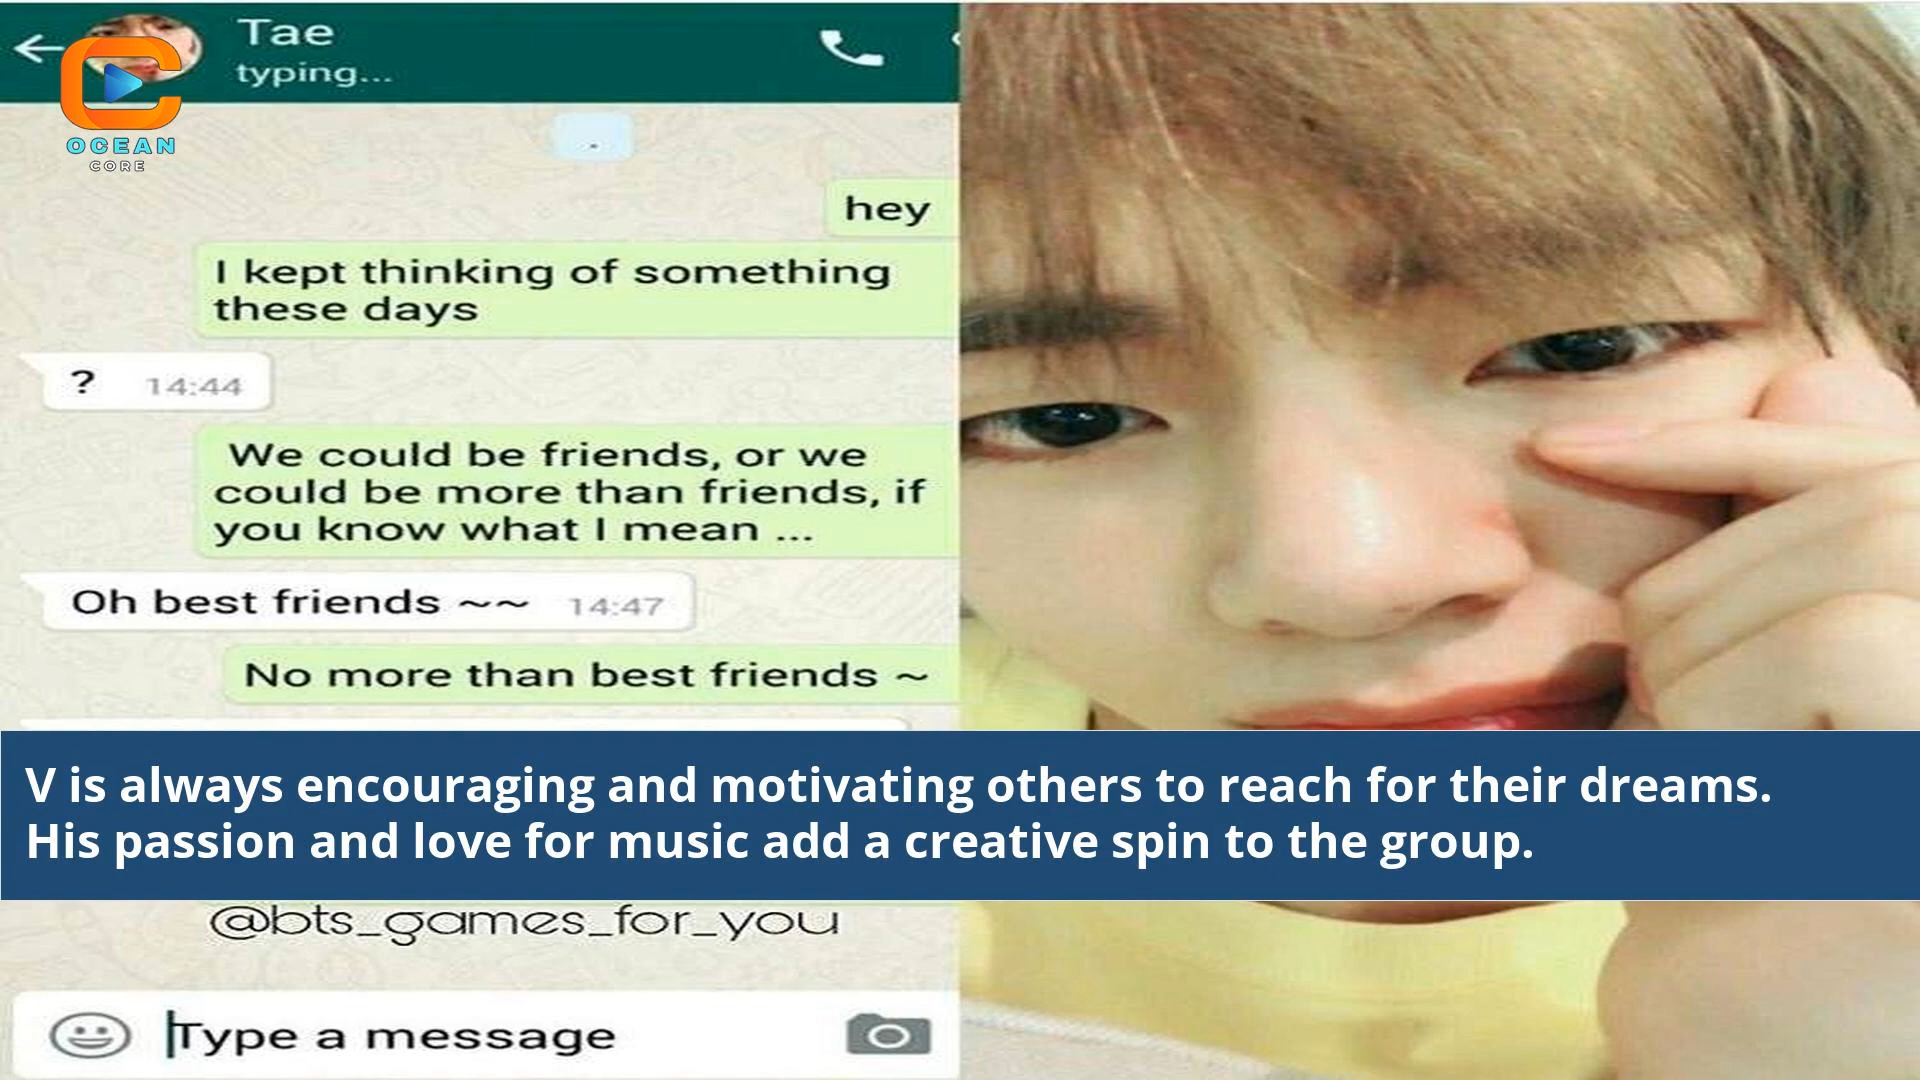 Tae
typing...
OCEAN
CORE
.
hey
I kept thinking of something
these days
? 14:44
We could be friends, or we
could be more than friends, if
you know what I mean ...
Oh best friends ~~ 14:47
No more than best friends ~
V is always encouraging and motivating others to reach for their dreams.
His passion and love for music add a creative spin to the group.
@bts_games_for_you
Type a message